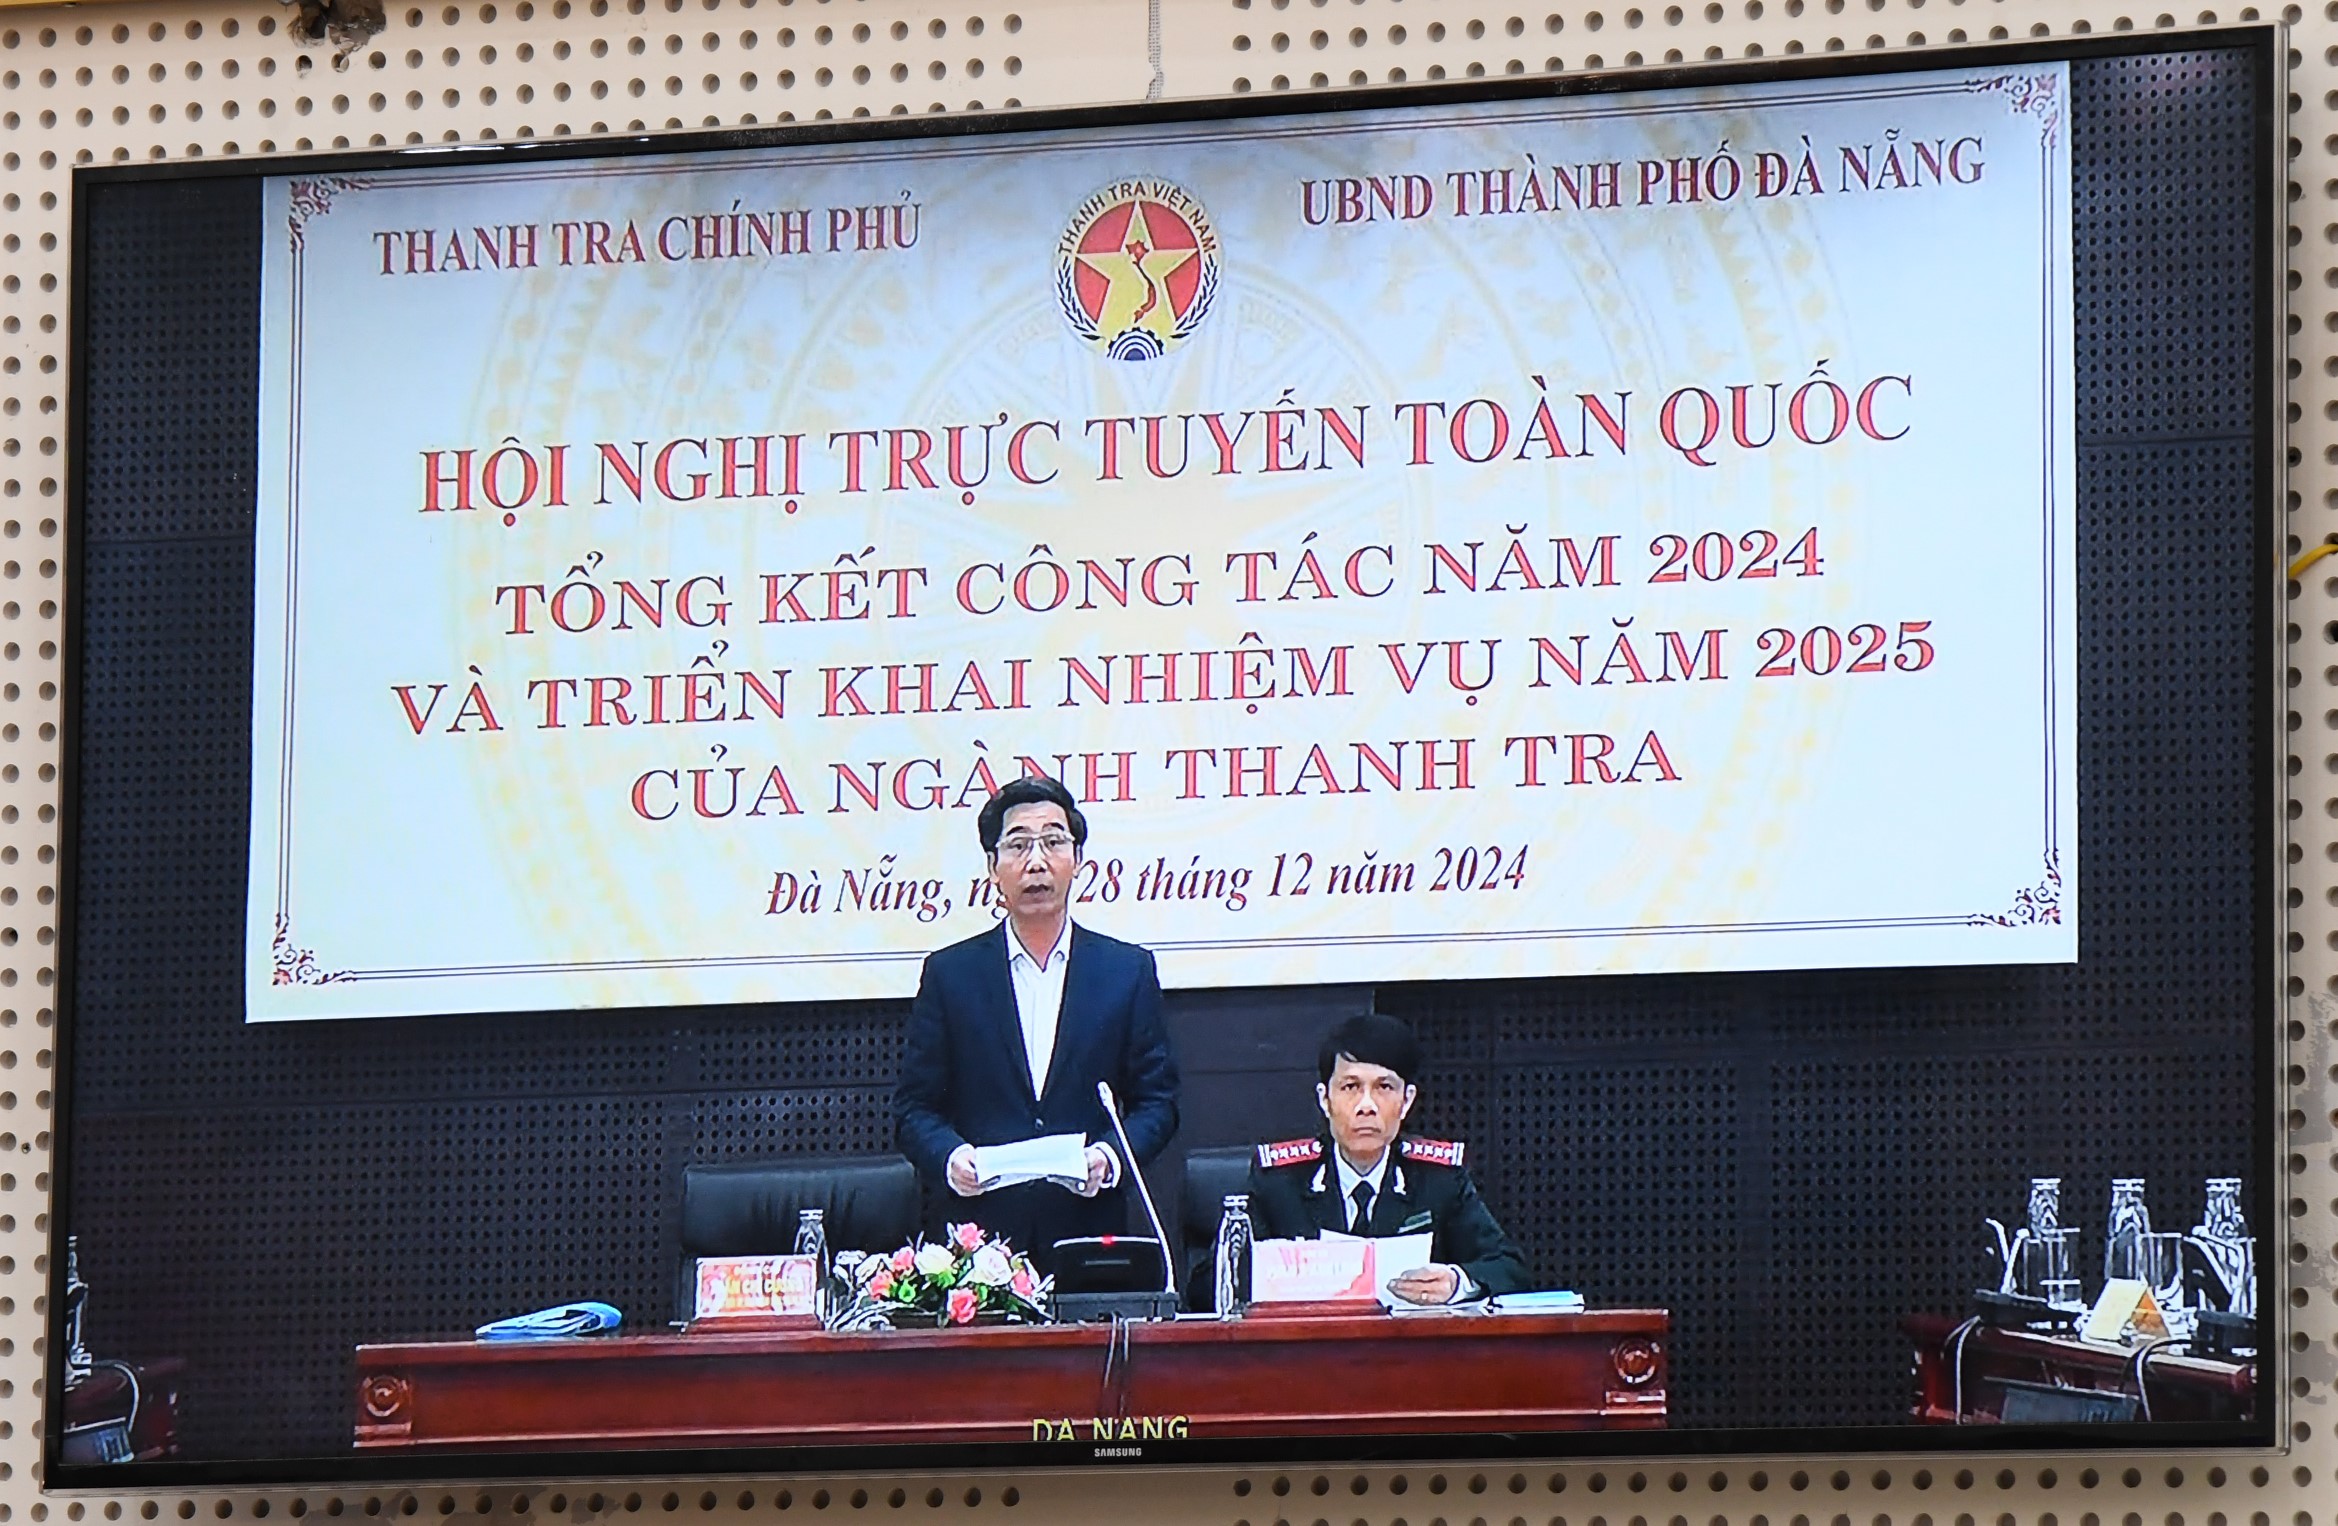 THANH TRA CHÍNH PHỦ
THANH TRA VIỆT NAM
UBND THÀNH PHỐ ĐÀ NẴNG
HỘI NGHỊ TRỰC TUYẾN TOÀN QUỐC
TỔNG KẾT CÔNG TÁC NĂM 2024
VÀ TRIỂN KHAI NHIỆM VỤ NĂM 2025
CỦA NGÀNH THANH TRA
Đà Nẵng, 28 tháng 12 năm 2024
DA NANG
SAMSUNG